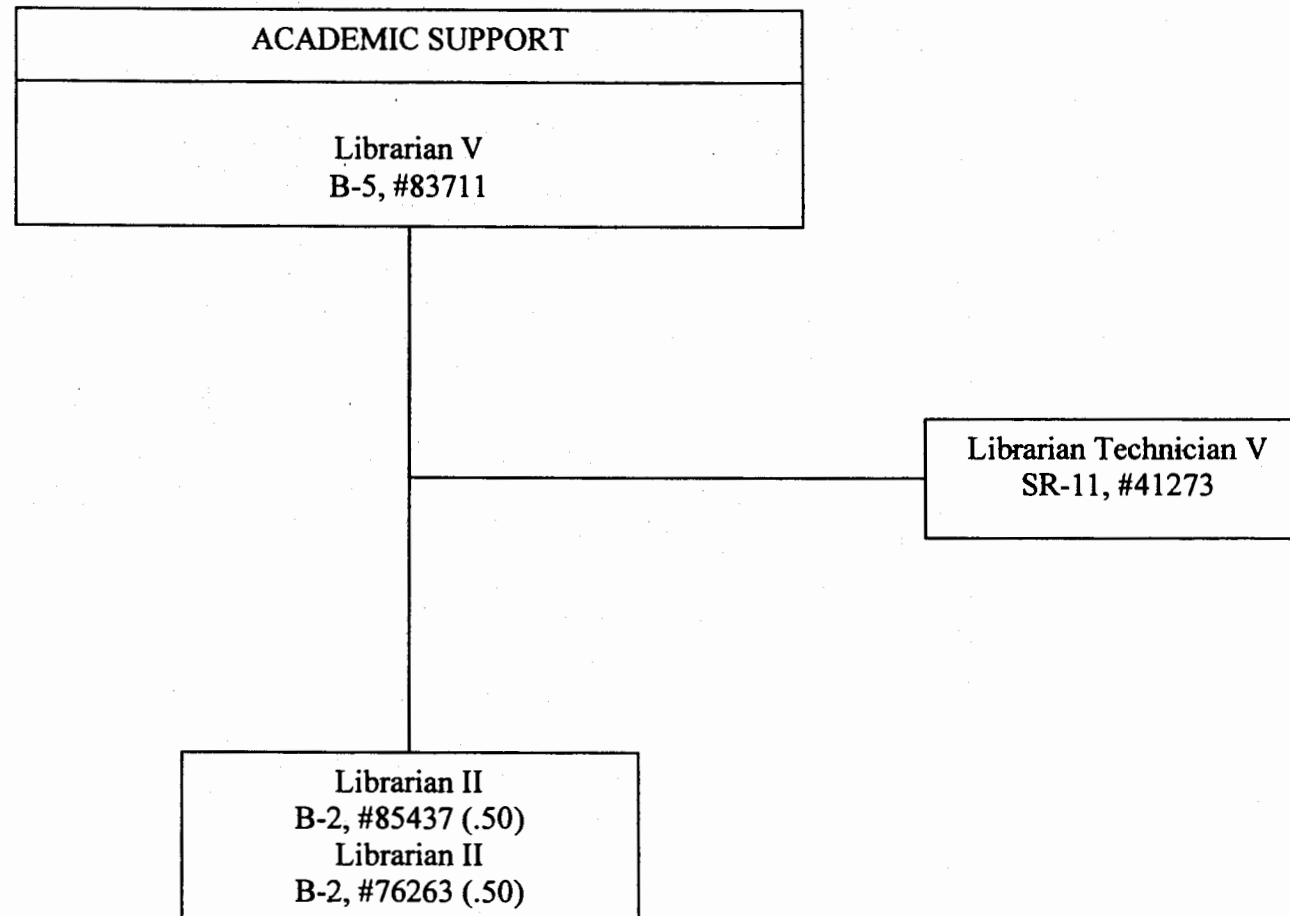 ACADEMIC SUPPORT
Librarian V
B-5, #83711
Librarian Technician V
SR-11, #41273
Librarian II
B-2, #85437 (.50)
Librarian II
B-2, #76263 (.50)